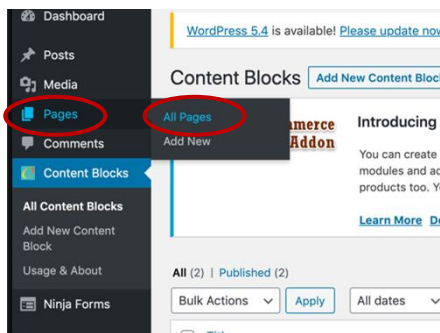 Dashboard
Posts
Media
Pages
Comments
Content Blocks
All Content Blocks
Add New Content
Block
Usage & About
Ninja Forms
All Pages
Add New
WordPress 5.4 is available! Please update now
Content Blocks
Add New Content Bloc
Addon
Introducing
You can create
modules and
products too.
Learn More
All (2) | Published (2)
Bulk Actions
Apply
All dates